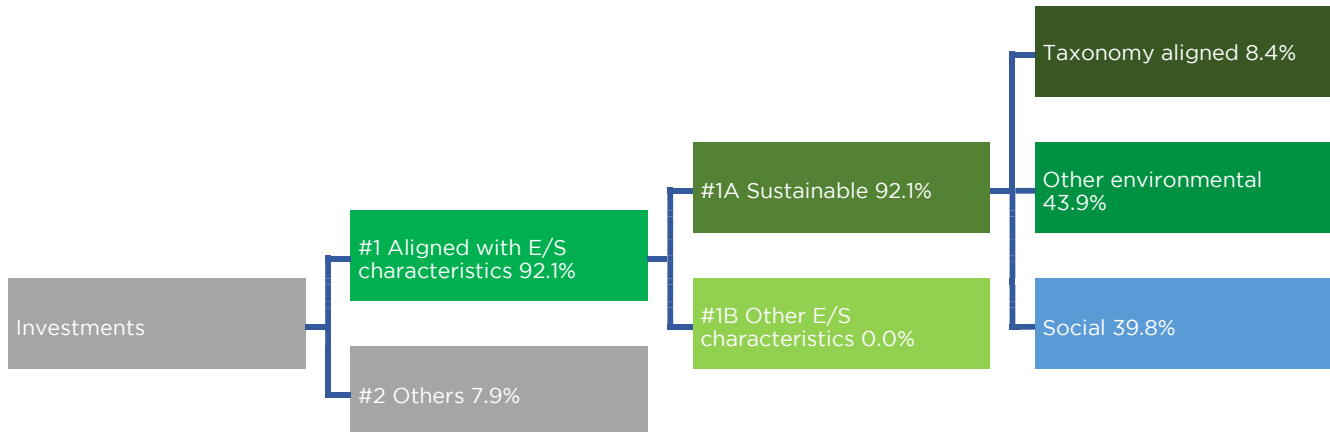 Investments
#1 Aligned with E/S
characteristics 92.1%
#2 Others 7.9%
#1A Sustainable 92.1%
#1B Other E/S
characteristics 0.0%
Taxonomy aligned 8.4%
Other environmental
43.9%
Social 39.8%